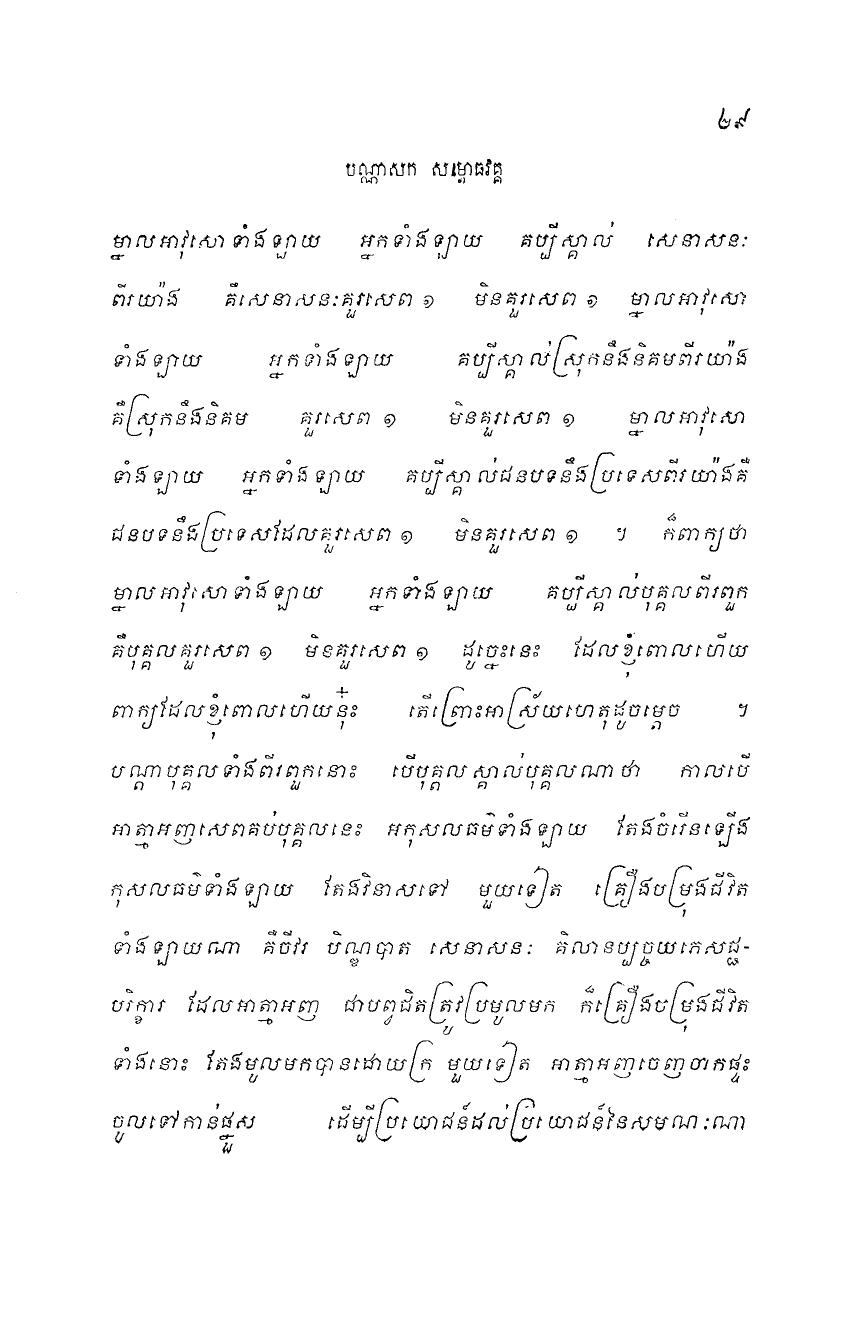 ២៩
បណ្ណាសក សម្ពោធវគ្គ
ម្នាលអាវុសោទាំងឡាយ អ្នកទាំងឡាយ គប្បីស្គាល់ សេនាសនៈ
ពីរយ៉ាង គឺសេនាសនៈគួរសេព ១ មិនគួរសេព ១ ម្នាលអាវុសោ
ទាំងឡាយ អ្នកទាំងឡាយ គប្បីស្គាល់ស្រុកនឹងនិគមពីរយ៉ាង
គឺស្រុកនឹងនិគម គួរសេព ១ មិនគួរសេព ១ ម្នាលអាវុសោ
ទាំងឡាយ អ្នកទាំងឡាយ គប្បីស្គាល់ជនបទនឹងប្រទេសពីរយ៉ាងគឺ
ជនបទនឹងប្រទេសដែលគួរសេព ១ មិនគួរសេព ១ ។ ក៏ពាក្យថា
ម្នាលអាវុសោទាំងឡាយ អ្នកទាំងឡាយ គប្បីស្គាល់បុគ្គលពីរពួក
គឺបុគ្គលគួរសេព ១ មិនគួរសេព ១ ដូច្នេះនេះ ដែលខ្ញុំពោលហើយ
ពាក្យដែលខ្ញុំពោលហើយនុ៎ះ តើព្រោះអាស្រ័យហេតុដូចម្តេច ។
បណ្តាបុគ្គលទាំងពីរពួកនោះ បើបុគ្គលស្គាល់បុគ្គលណាថា កាលបើ
អាត្មាអញសេពគប់បុគ្គលនេះ អកុសលធម៌ទាំងឡាយ តែងចំរើនឡើង
កុសលធម៌ទាំងឡាយ តែងវិនាសទៅ មួយទៀត គ្រឿងបម្រុងជីវិត
ទាំងឡាយណា គឺចីវរ បិណ្ឌបាត សេនាសនៈ គិលានប្បច្ចយភេសជ្ជ-
បរិក្ខារ ដែលអាត្មាអញ ជាបព្វជិតត្រូវប្រមូលមក ក៏គ្រឿងបម្រុងជីវិត
ទាំងនោះ តែងមូលមកបានដោយក្រ មួយទៀត អាត្មាអញចេញចាកផ្ទះ
ចូលទៅកាន់ផ្នួស ដើម្បីប្រយោជន៍ដល់ប្រយោជន៍នៃសមណៈណា